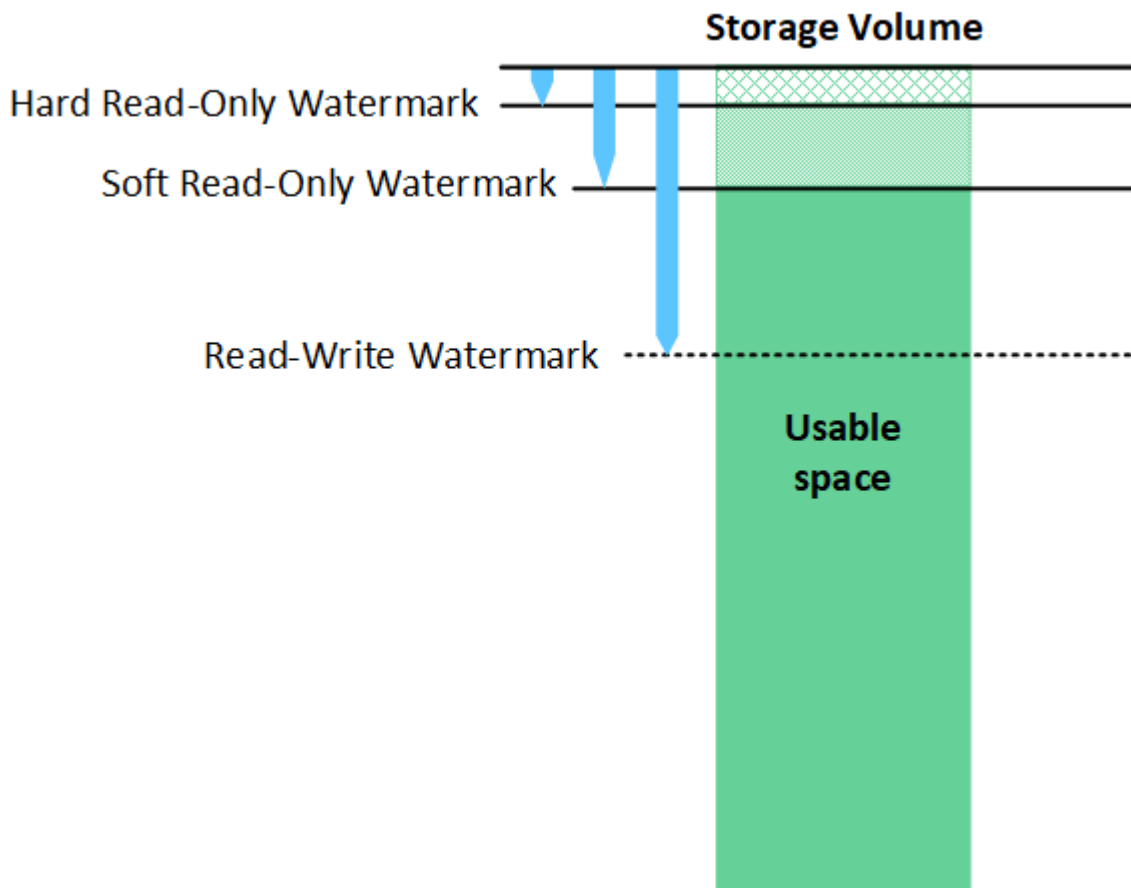 Storage Volume
Hard Read-Only Watermark
Soft Read-Only Watermark
Read-Write Watermark
Usable
space